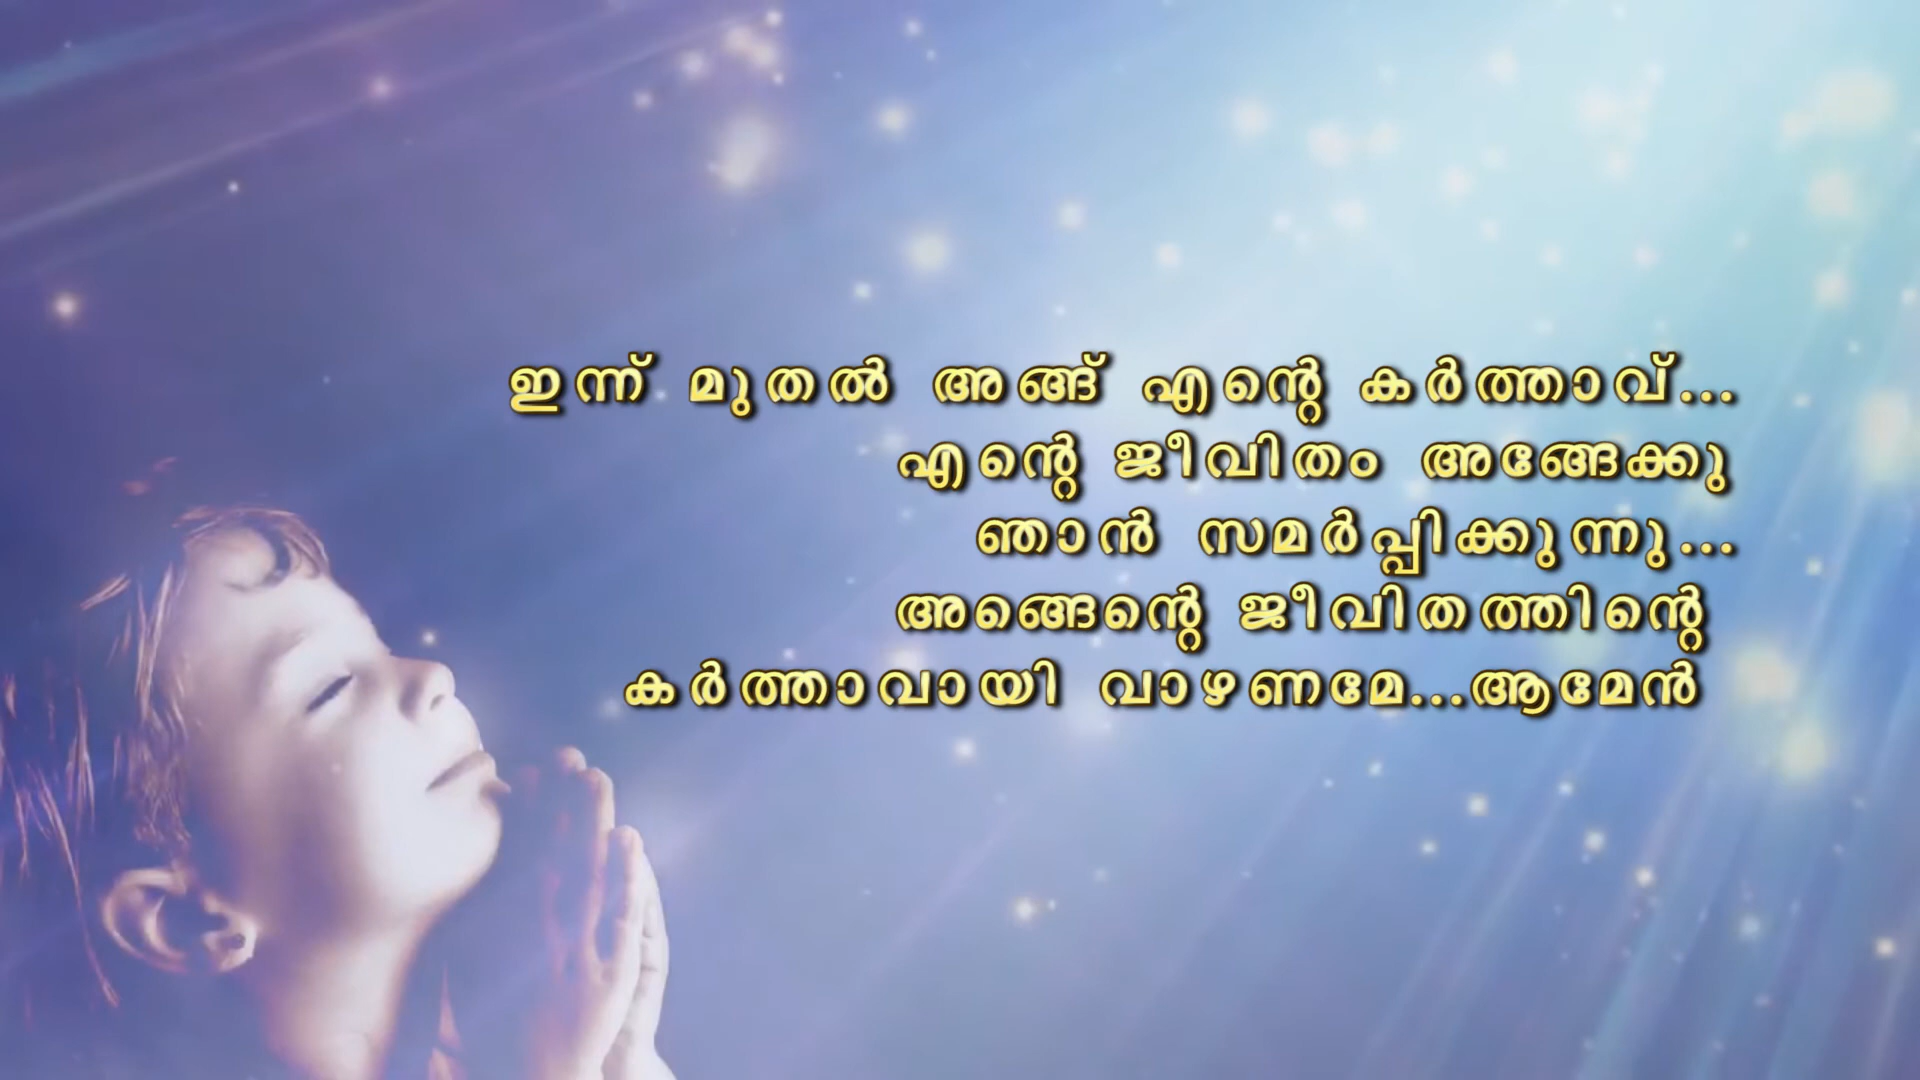 ഇന്ന് മുതൽ അങ്ങ് എന്റെ കർത്താവ്...
എന്റെ ജീവിതം അങ്ങേക്കു
ഞാൻ സമർപ്പിക്കുന്നു...
അങ്ങെന്റെ ജീവിതത്തിന്റെ
കർത്താവായി വാഴണമേ...ആമേൻ